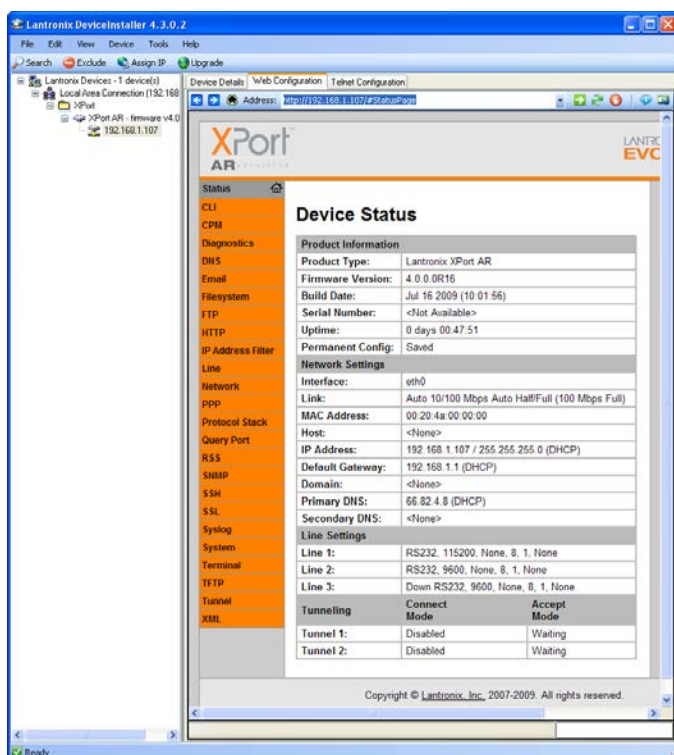 Lantronix DeviceInstaller 4.3.0.2
File Edit View Device Tools Help
Search Exclude Assign IP Upgrade
Lantronix Devices - 1 device(s)
Local Area Connection (192.168
XPort
XPort AR - firmware v4.0
192.168.1.107
Device Details Web Configuration Telnet Configuration
Address: http://192.168.1.107/#StatusPage
XPort
AR
LANTRO
EVO
Status
CLI
CPM
Diagnostics
DNS
Email
Filesystem
FTP
HTTP
IP Address Filter
Line
Network
PPP
Protocol Stack
Query Port
RSS
SNMP
SSH
SSL
Syslog
System
Terminal
TFTP
Tunnel
XML
Device Status
Product Information
Product Type: Lantronix XPort AR
Firmware Version: 4.0.0.0R16
Build Date: Jul 16 2009 (10:01:56)
Serial Number: <Not Available>
Uptime: 0 days 00:47:51
Permanent Config: Saved
Network Settings
Interface: eth0
Link: Auto 10/100 Mbps Auto Half/Full (100 Mbps Full)
MAC Address: 00:20:4a:00:00:00
Host: <None>
IP Address: 192.168.1.107 / 255.255.255.0 (DHCP)
Default Gateway: 192.168.1.1 (DHCP)
Domain: <None>
Primary DNS: 66.82.4.8 (DHCP)
Secondary DNS: <None>
Line Settings
Line 1: RS232, 115200, None, 8, 1, None
Line 2: RS232, 9600, None, 8, 1, None
Line 3: Down RS232, 9600, None, 8, 1, None
Tunneling Connect Mode Accept Mode
Tunnel 1: Disabled Waiting
Tunnel 2: Disabled Waiting
Copyright © Lantronix, Inc. 2007-2009. All rights reserved.
Ready